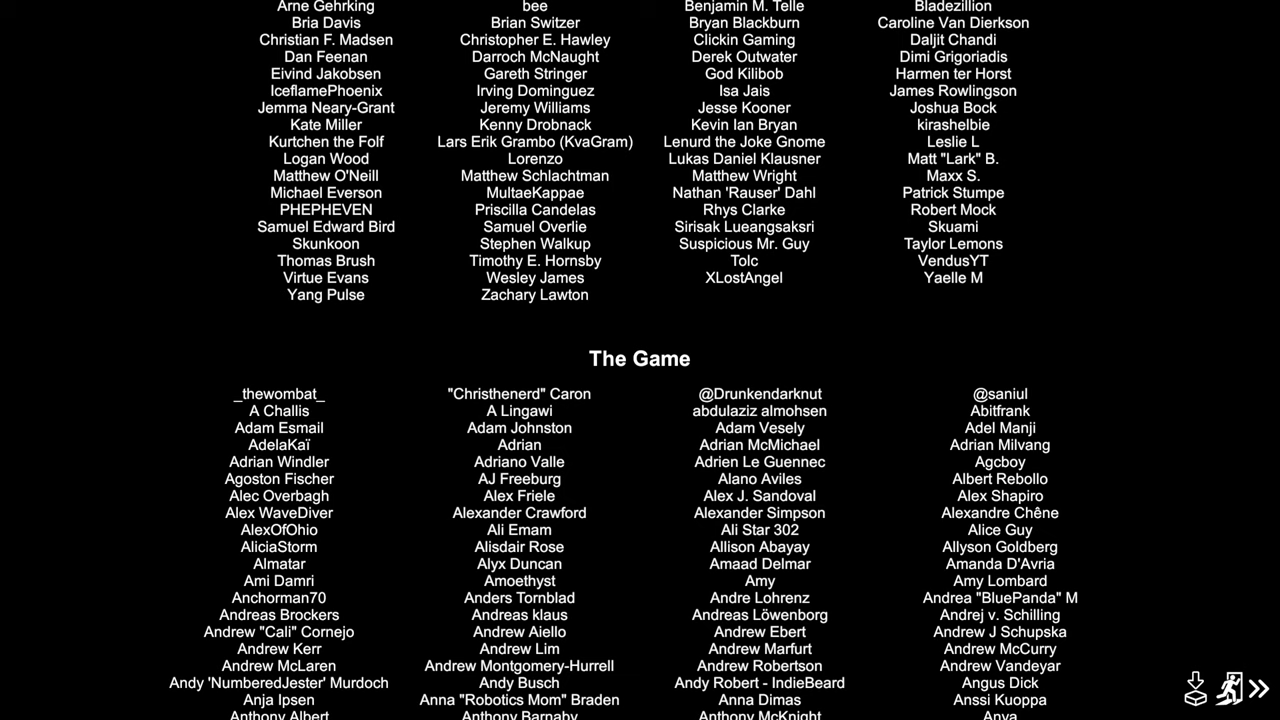 Arne Gehrking bee Benjamin M. Telle Bladezillion
Bria Davis Brian Switzer Bryan Blackburn Caroline Van Dierkson
Christian F. Madsen Christopher E. Hawley Clickin Gaming Daljit Chandi
Dan Feenan Darroch McNaught Derek Outwater Dimi Grigoriadis
Eivind Jakobsen Gareth Stringer God Kilibob Harmen ter Horst
IceflamePhoenix Irving Dominguez Isa Jais James Rowlingson
Jemma Neary-Grant Jeremy Williams Jesse Kooner Joshua Bock
Kate Miller Kenny Drobnack Kevin Ian Bryan kirashelbie
Kurtchen the Folf Lars Erik Grambo (KvaGram) Lenurd the Joke Gnome Leslie L
Logan Wood Lorenzo Lukas Daniel Klausner Matt "Lark" B.
Matthew O'Neill Matthew Schlachtman Matthew Wright Maxx S.
Michael Everson MultaeKappae Nathan 'Rauser' Dahl Patrick Stumpe
PHEPHEVEN Priscilla Candelas Rhys Clarke Robert Mock
Samuel Edward Bird Samuel Overlie Sirisak Lueangsaksri Skuami
Skunkoon Stephen Walkup Suspicious Mr. Guy Taylor Lemons
Thomas Brush Timothy E. Hornsby Tolc VendusYT
Virtue Evans Wesley James XLostAngel Yaelle M
Yang Pulse Zachary Lawton
The Game
_thewombat_ "Christhenerd" Caron @Drunkendarknut @saniul
A Challis A Lingawi abdulaziz almohsen Abitfrank
Adam Esmail Adam Johnston Adam Vesely Adel Manji
AdelaKaï Adrian Adrian McMichael Adrian Milvang
Adrian Windler Adriano Valle Adrien Le Guennec Agcboy
Agoston Fischer AJ Freeburg Alano Aviles Albert Rebollo
Alec Overbagh Alex Friele Alex J. Sandoval Alex Shapiro
Alex WaveDiver Alexander Crawford Alexander Simpson Alexandre Chêne
AlexOfOhio Ali Emam Ali Star 302 Alice Guy
AliciaStorm Alisdair Rose Allison Abayay Allyson Goldberg
Almatar Alyx Duncan Amaad Delmar Amanda D'Avria
Ami Damri Amoethyst Amy Amy Lombard
Anchorman70 Anders Tornblad Andre Lohrenz Andrea "BluePanda" M
Andreas Brockers Andreas klaus Andreas Löwenborg Andrej v. Schilling
Andrew "Cali" Cornejo Andrew Aiello Andrew Ebert Andrew J Schupska
Andrew Kerr Andrew Lim Andrew Marfurt Andrew McCurry
Andrew McLaren Andrew Montgomery-Hurrell Andrew Robertson Andrew Vandeyar
Andy 'NumberedJester' Murdoch Andy Busch Andy Robert - IndieBeard Angus Dick
Anja Ipsen Anna "Robotics Mom" Braden Anna Dimas Anssi Kuoppa
Anthony Albert Anthony Barnaby Anthony McKnight Anya